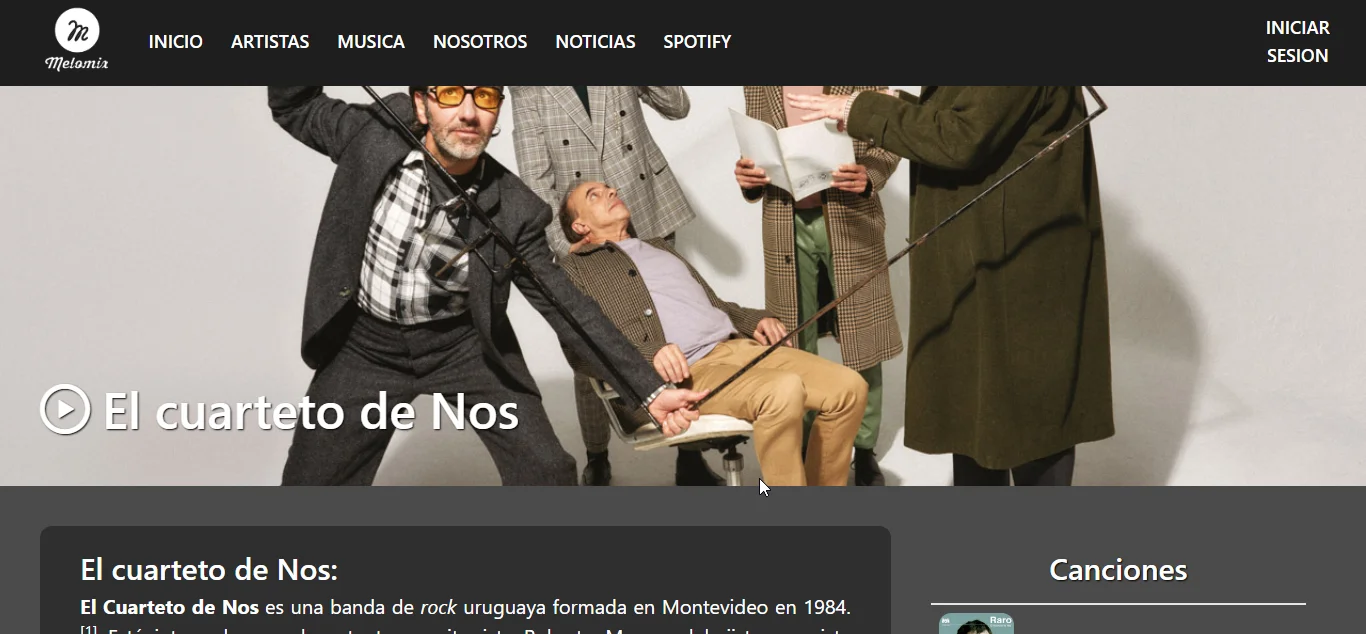 m
Melomix
INICIO
ARTISTAS
MUSICA
NOSOTROS
NOTICIAS
SPOTIFY
INICIAR
SESION
El cuarteto de Nos
El cuarteto de Nos:
El Cuarteto de Nos es una banda de rock uruguaya formada en Montevideo en 1984.
[1]
Canciones
Raro